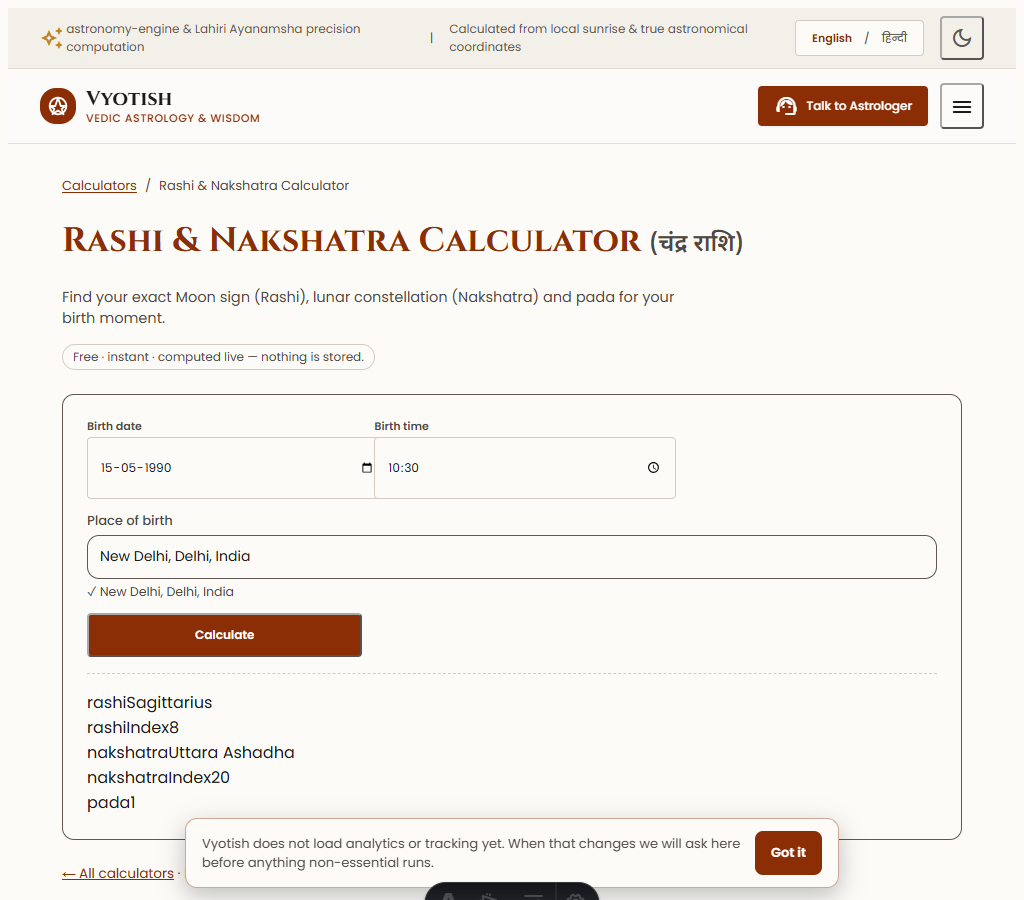 astronomy-engine & Lahiri Ayanamsha precision computation
|
Calculated from local sunrise & true astronomical coordinates
English / हिन्दी
Vyotish
VEDIC ASTROLOGY & WISDOM
Talk to Astrologer
Calculators / Rashi & Nakshatra Calculator
Rashi & Nakshatra Calculator (चंद्र राशि)
Find your exact Moon sign (Rashi), lunar constellation (Nakshatra) and pada for your
birth moment.
Free · instant · computed live — nothing is stored.
Birth date
Birth time
15-05-1990
10:30
Place of birth
New Delhi, Delhi, India
✓ New Delhi, Delhi, India
Calculate
rashiSagittarius
rashiIndex8
nakshatraUttara Ashadha
nakshatraIndex20
pada1
Vyotish does not load analytics or tracking yet. When that changes we will ask here
before anything non-essential runs.
Got it
← All calculators ·